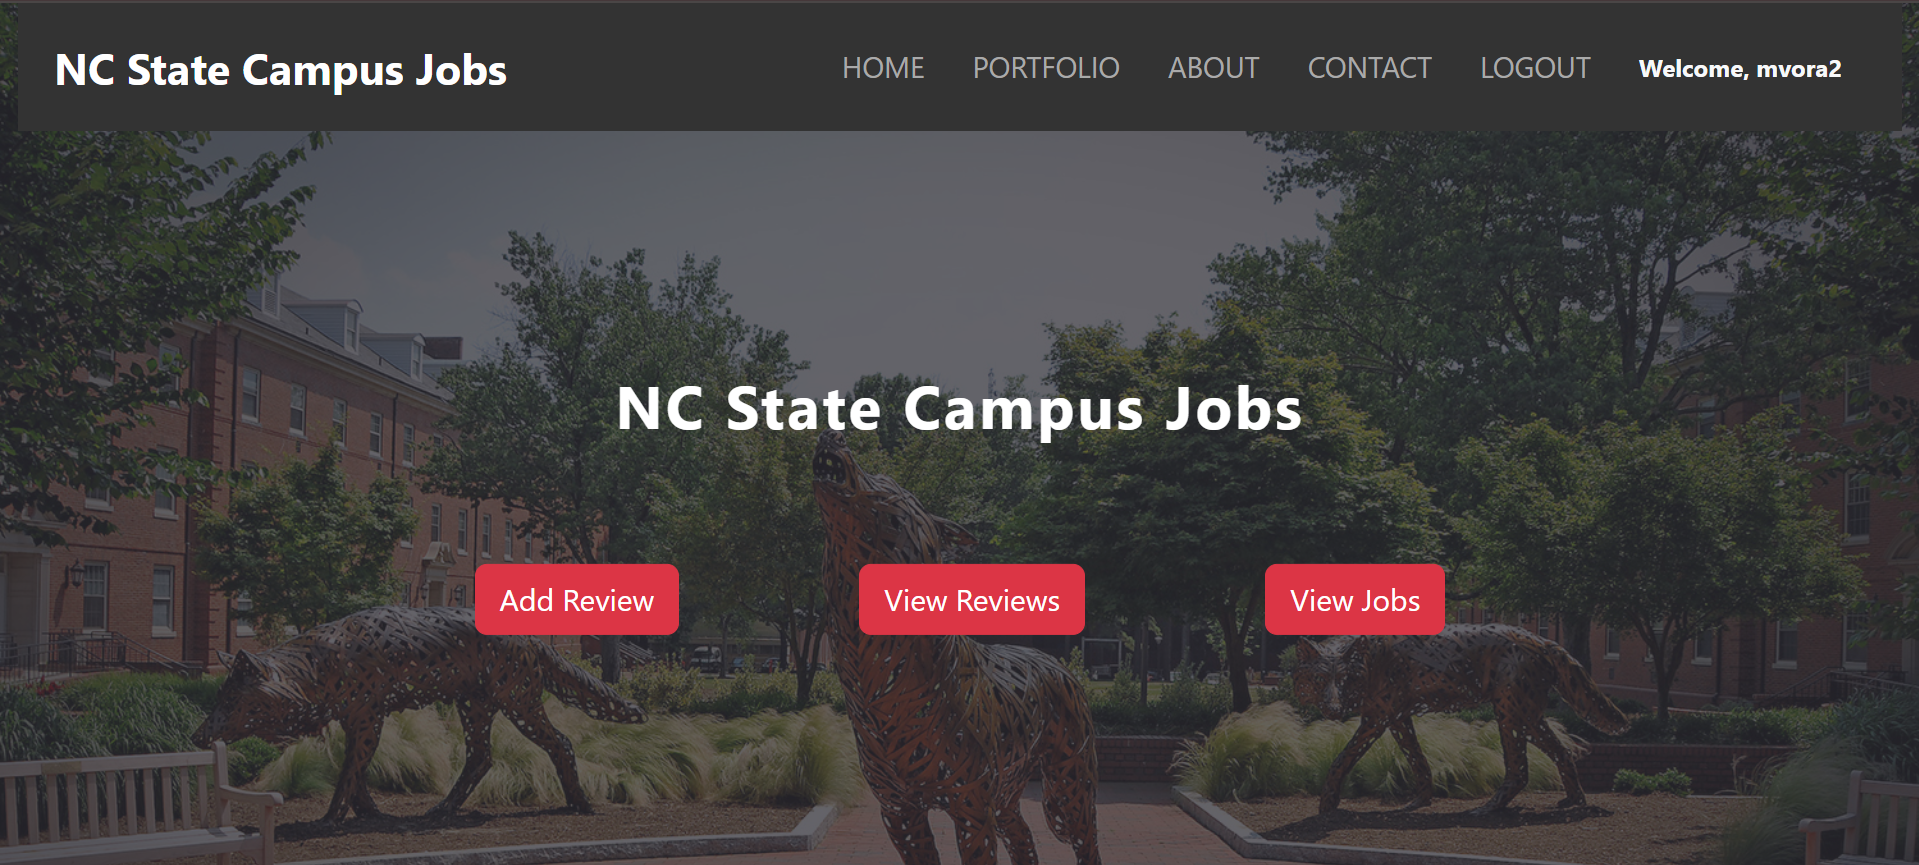 NC State Campus Jobs
HOME PORTFOLIO ABOUT CONTACT LOGOUT Welcome, mvora2
NC State Campus Jobs
Add Review View Reviews View Jobs